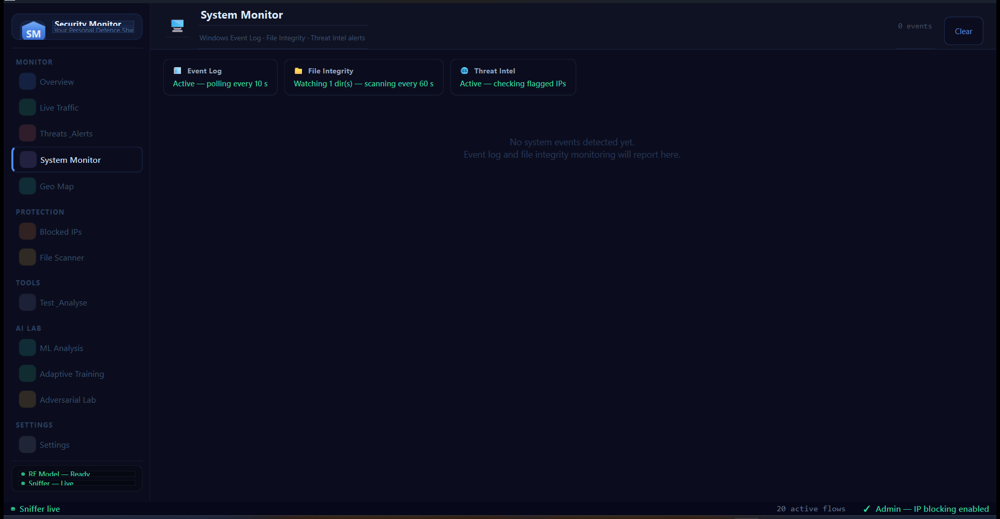 SM
Security Monitor
Your Personal Defence Shie
MONITOR
Overview
Live Traffic
Threats _Alerts
System Monitor
Geo Map
PROTECTION
Blocked IPs
File Scanner
TOOLS
Test _Analyse
AI LAB
ML Analysis
Adaptive Training
Adversarial Lab
SETTINGS
Settings
RF Model — Ready
Sniffer — Live
System Monitor
Windows Event Log · File Integrity · Threat Intel alerts
0 events
Clear
Event Log
Active — polling every 10 s
File Integrity
Watching 1 dir(s) — scanning every 60 s
Threat Intel
Active — checking flagged IPs
No system events detected yet.
Event log and file integrity monitoring will report here.
Sniffer live
20 active flows
✓ Admin — IP blocking enabled